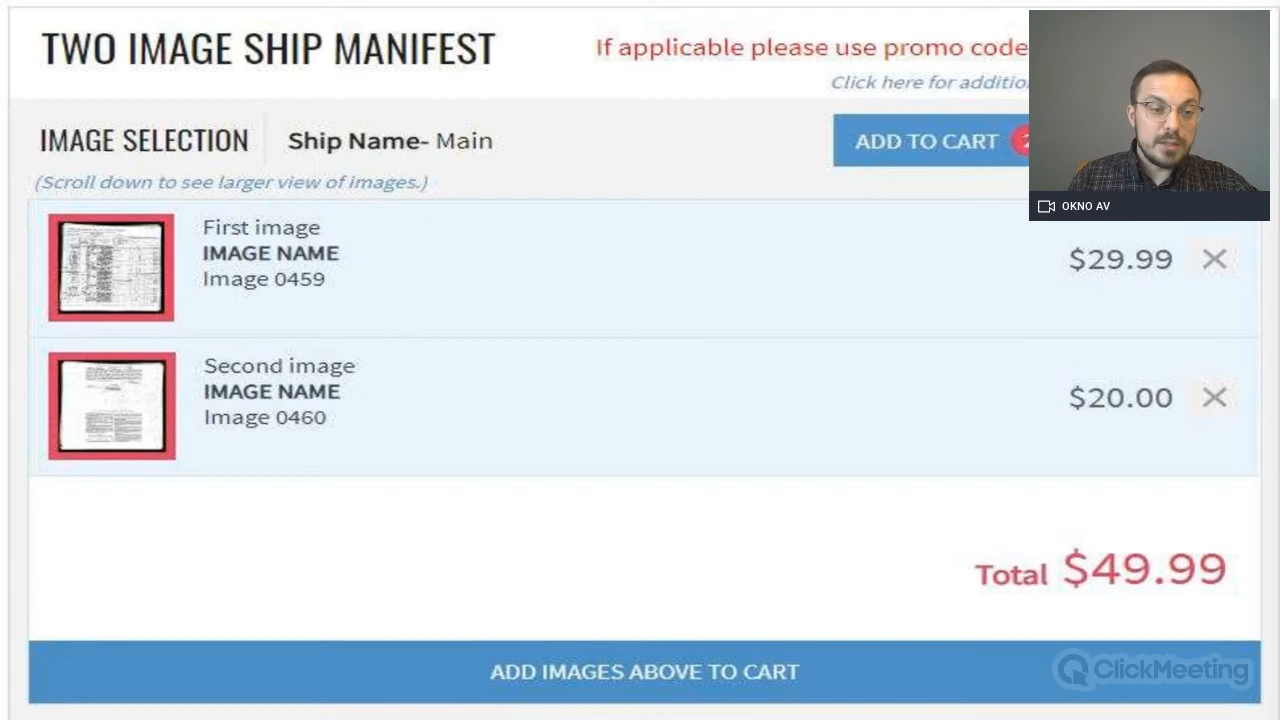 TWO IMAGE SHIP MANIFEST
If applicable please use promo code
Click here for additio
IMAGE SELECTION
Ship Name- Main
ADD TO CART 2
(Scroll down to see larger view of images.)
OKNO AV
First image
IMAGE NAME
Image 0459
$29.99
Second image
IMAGE NAME
Image 0460
$20.00
Total $49.99
ADD IMAGES ABOVE TO CART
ClickMeeting